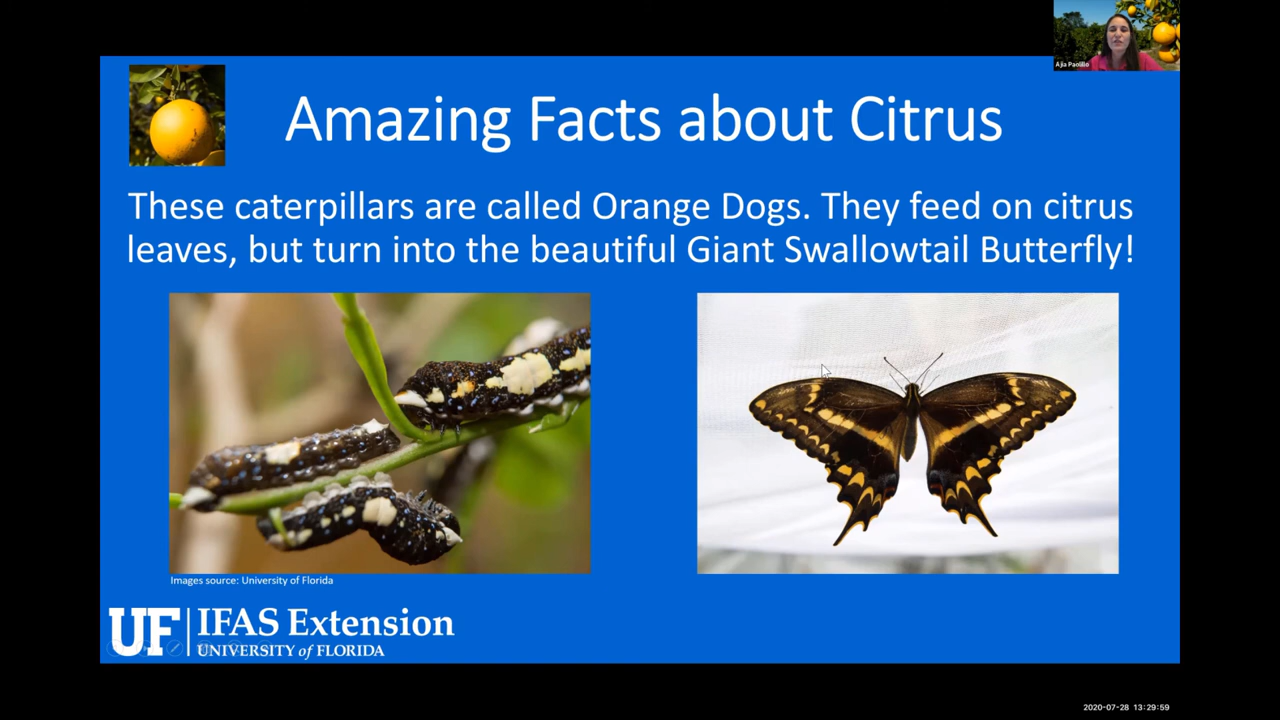 Ajia Paolillo
Amazing Facts about Citrus
These caterpillars are called Orange Dogs. They feed on citrus
leaves, but turn into the beautiful Giant Swallowtail Butterfly!
Images source: University of Florida
UF IFAS Extension
UNIVERSITY of FLORIDA
2020-07-28 13:29:59